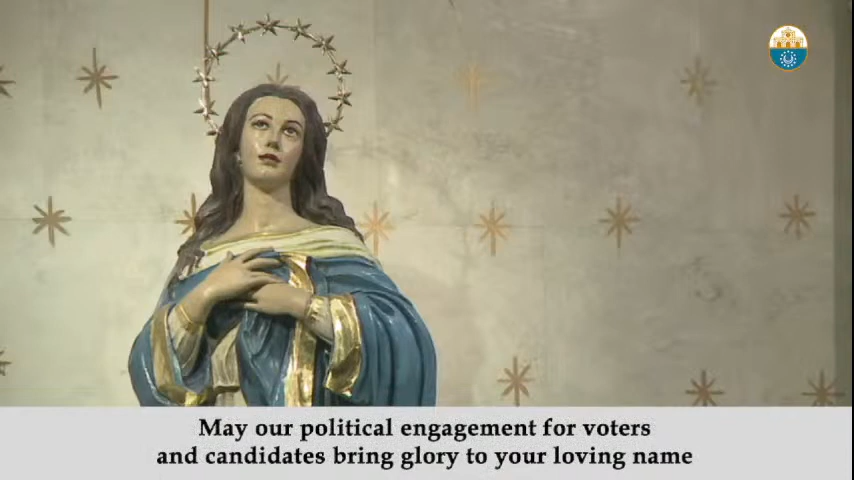 May our political engagement for voters
and candidates bring glory to your loving name